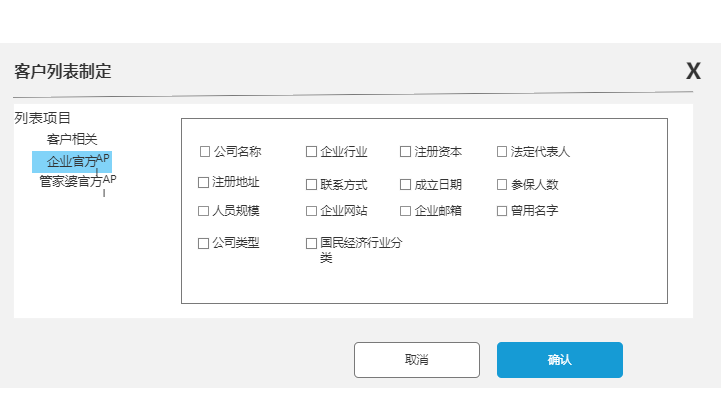 客户列表制定
X
列表项目
客户相关
企业官方API
管家婆官方API
公司名称 企业行业 注册资本 法定代表人
注册地址 联系方式 成立日期 参保人数
人员规模 企业网站 企业邮箱 曾用名字
公司类型 国民经济行业分
类
取消 确认